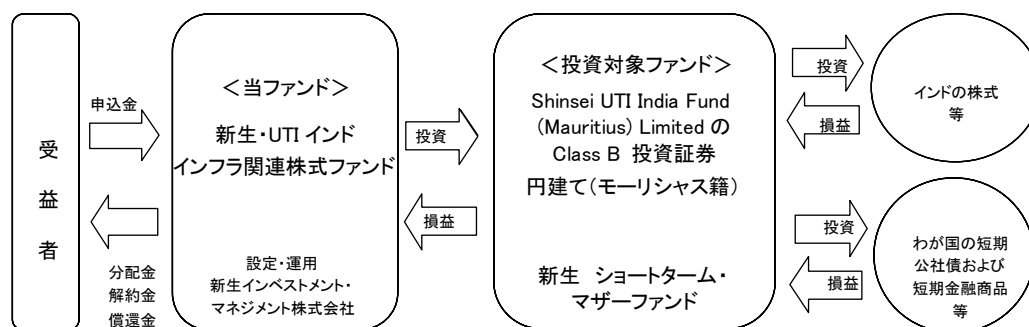 受
益
者
申込金
分配金
解約金
償還金
<当ファンド>
新生・UTI インド
インフラ関連株式ファンド
設定・運用
新生インベストメント・
マネジメント株式会社
投資
損益
<投資対象ファンド>
Shinsei UTI India Fund
(Mauritius) Limited の
Class B 投資証券
円建て(モーリシャス籍)
新生 ショートターム・
マザーファンド
投資
損益
インドの株式
等
投資
損益
わが国の短期
公社債および
短期金融商品
等